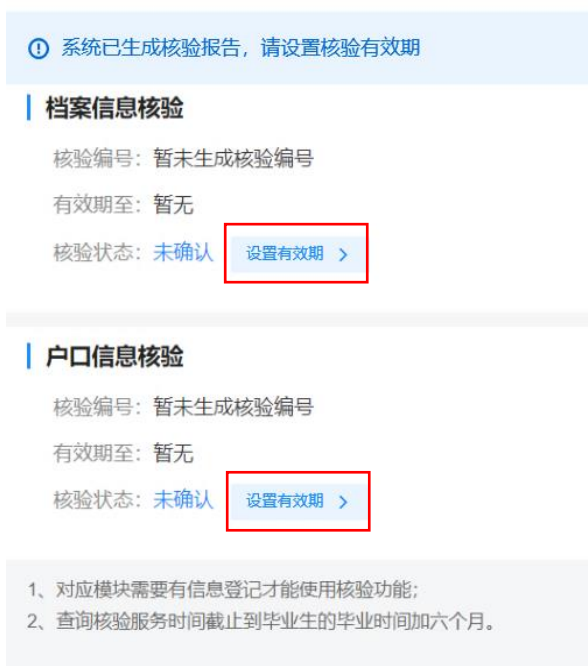 系统已生成核验报告，请设置核验有效期
档案信息核验
核验编号：暂未生成核验编号
有效期至：暂无
核验状态：未确认 设置有效期 >
户口信息核验
核验编号：暂未生成核验编号
有效期至：暂无
核验状态：未确认 设置有效期 >
1、对应模块需要有信息登记才能使用核验功能；
2、查询核验服务时间截止到毕业生的毕业时间加六个月。